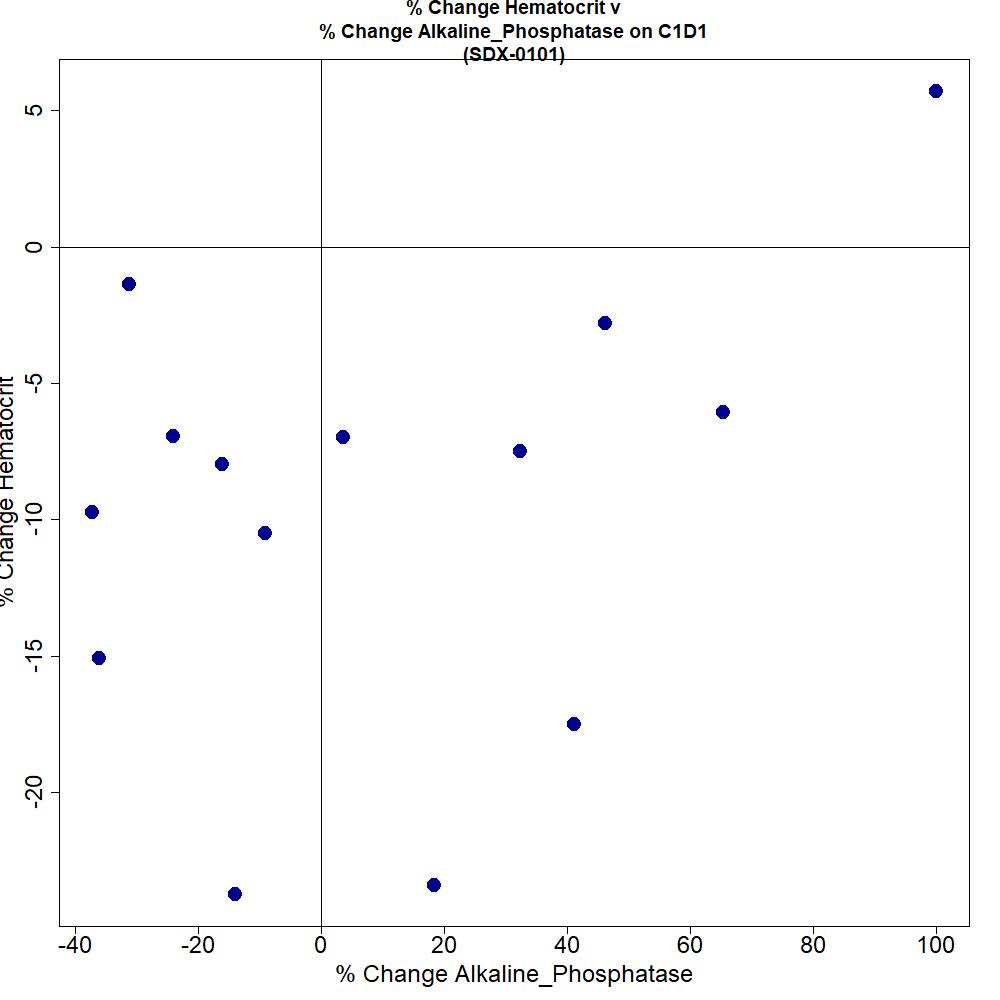 % Change Hematocrit v
% Change Alkaline_Phosphatase on C1D1
(SDX-0101)
5
0
-5
-10
-15
-20
% Change Hematocrit
-40
-20
0
20
40
60
80
100
% Change Alkaline_Phosphatase